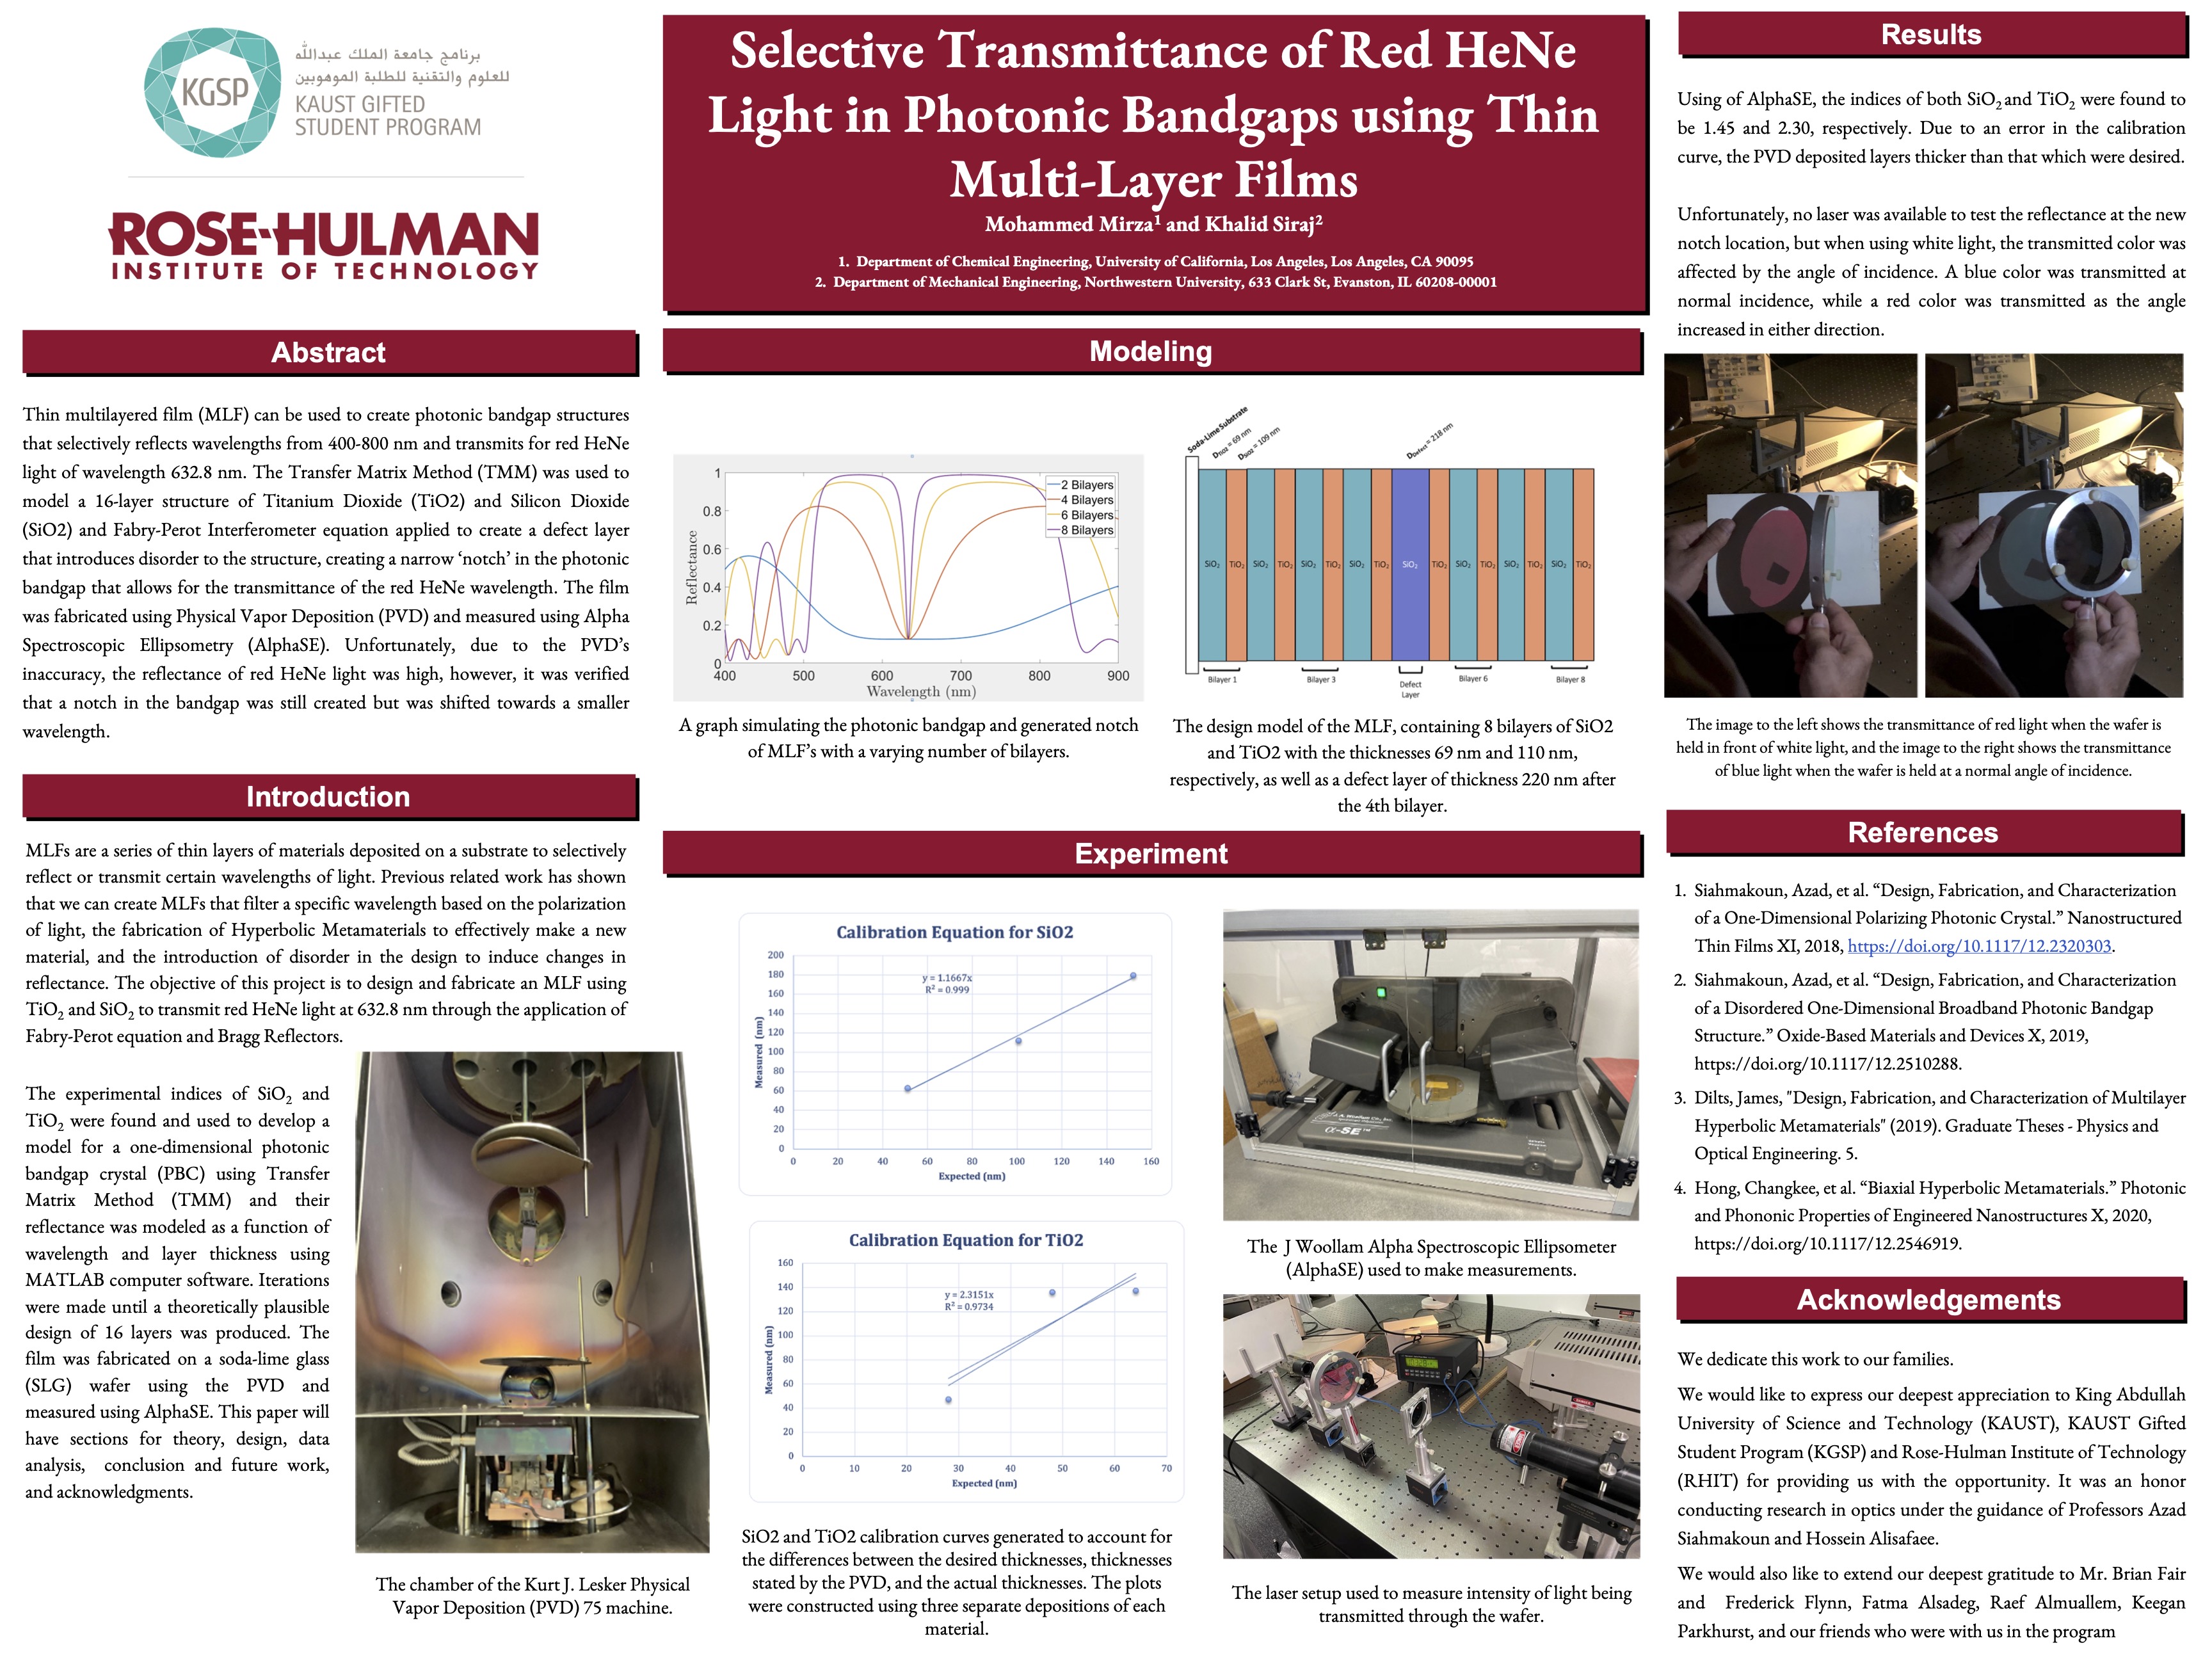 برنامج جامعة الملك عبدالله
للعلوم والتقنية للطلبة الموهوبين
KGSP
KAUST GIFTED
STUDENT PROGRAM
ROSE-HULMAN
INSTITUTE OF TECHNOLOGY
Selective Transmittance of Red HeNe
Light in Photonic Bandgaps using Thin
Multi-Layer Films
Mohammed Mirza¹ and Khalid Siraj²
1. Department of Chemical Engineering, University of California, Los Angeles, Los Angeles, CA 90095
2. Department of Mechanical Engineering, Northwestern University, 633 Clark St, Evanston, IL 60208-00001
Abstract
Thin multilayered film (MLF) can be used to create photonic bandgap structures
that selectively reflects wavelengths from 400-800 nm and transmits for red HeNe
light of wavelength 632.8 nm. The Transfer Matrix Method (TMM) was used to
model a 16-layer structure of Titanium Dioxide (TiO2) and Silicon Dioxide
(SiO2) and Fabry-Perot Interferometer equation applied to create a defect layer
that introduces disorder to the structure, creating a narrow ‘notch’ in the photonic
bandgap that allows for the transmittance of the red HeNe wavelength. The film
was fabricated using Physical Vapor Deposition (PVD) and measured using Alpha
Spectroscopic Ellipsometry (AlphaSE). Unfortunately, due to the PVD’s
inaccuracy, the reflectance of red HeNe light was high, however, it was verified
that a notch in the bandgap was still created but was shifted towards a smaller
wavelength.
Introduction
MLFs are a series of thin layers of materials deposited on a substrate to selectively
reflect or transmit certain wavelengths of light. Previous related work has shown
that we can create MLFs that filter a specific wavelength based on the polarization
of light, the fabrication of Hyperbolic Metamaterials to effectively make a new
material, and the introduction of disorder in the design to induce changes in
reflectance. The objective of this project is to design and fabricate an MLF using
TiO₂ and SiO₂ to transmit red HeNe light at 632.8 nm through the application of
Fabry-Perot equation and Bragg Reflectors.
The experimental indices of SiO₂ and
TiO₂ were found and used to develop a
model for a one-dimensional photonic
bandgap crystal (PBC) using Transfer
Matrix Method (TMM) and their
reflectance was modeled as a function of
wavelength and layer thickness using
MATLAB computer software. Iterations
were made until a theoretically plausible
design of 16 layers was produced. The
film was fabricated on a soda-lime glass
(SLG) wafer using the PVD and
measured using AlphaSE. This paper will
have sections for theory, design, data
analysis, conclusion and future work,
and acknowledgments.
The chamber of the Kurt J. Lesker Physical
Vapor Deposition (PVD) 75 machine.
Modeling
1
0.8
0.6
0.4
0.2
0
Reflectance
2 Bilayers
4 Bilayers
6 Bilayers
8 Bilayers
400 500 600 700 800 900
Wavelength (nm)
A graph simulating the photonic bandgap and generated notch
of MLF’s with a varying number of bilayers.
Soda-Lime Substrate
D_TiO2 = 69 nm
D_SiO2 = 109 nm
D_Defect = 218 nm
SiO₂ TiO₂ SiO₂ TiO₂ SiO₂ TiO₂ SiO₂ TiO₂ SiO₂ TiO₂ SiO₂ TiO₂ SiO₂ TiO₂ SiO₂ TiO₂
Bilayer 1 Bilayer 3 Defect Layer Bilayer 6 Bilayer 8
The design model of the MLF, containing 8 bilayers of SiO2
and TiO2 with the thicknesses 69 nm and 110 nm,
respectively, as well as a defect layer of thickness 220 nm after
the 4th bilayer.
Experiment
Calibration Equation for SiO2
y = 1.1667x
R² = 0.999
200
180
160
140
120
100
80
60
40
20
0
Measured (nm)
0 20 40 60 80 100 120 140 160
Expected (nm)
Calibration Equation for TiO2
y = 2.3151x
R² = 0.9734
160
140
120
100
80
60
40
20
0
Measured (nm)
0 10 20 30 40 50 60 70
Expected (nm)
SiO2 and TiO2 calibration curves generated to account for
the differences between the desired thicknesses, thicknesses
stated by the PVD, and the actual thicknesses. The plots
were constructed using three separate depositions of each
material.
J. A. Woollam Co., Inc.
α-SE™
The J Woollam Alpha Spectroscopic Ellipsometer
(AlphaSE) used to make measurements.
The laser setup used to measure intensity of light being
transmitted through the wafer.
Results
Using of AlphaSE, the indices of both SiO₂ and TiO₂ were found to
be 1.45 and 2.30, respectively. Due to an error in the calibration
curve, the PVD deposited layers thicker than that which were desired.
Unfortunately, no laser was available to test the reflectance at the new
notch location, but when using white light, the transmitted color was
affected by the angle of incidence. A blue color was transmitted at
normal incidence, while a red color was transmitted as the angle
increased in either direction.
The image to the left shows the transmittance of red light when the wafer is
held in front of white light, and the image to the right shows the transmittance
of blue light when the wafer is held at a normal angle of incidence.
References
1. Siahmakoun, Azad, et al. “Design, Fabrication, and Characterization
of a One-Dimensional Polarizing Photonic Crystal.” Nanostructured
Thin Films XI, 2018, https://doi.org/10.1117/12.2320303.
2. Siahmakoun, Azad, et al. “Design, Fabrication, and Characterization
of a Disordered One-Dimensional Broadband Photonic Bandgap
Structure.” Oxide-Based Materials and Devices X, 2019,
https://doi.org/10.1117/12.2510288.
3. Dilts, James, "Design, Fabrication, and Characterization of Multilayer
Hyperbolic Metamaterials" (2019). Graduate Theses - Physics and
Optical Engineering. 5.
4. Hong, Changkee, et al. “Biaxial Hyperbolic Metamaterials.” Photonic
and Phononic Properties of Engineered Nanostructures X, 2020,
https://doi.org/10.1117/12.2546919.
Acknowledgements
We dedicate this work to our families.
We would like to express our deepest appreciation to King Abdullah
University of Science and Technology (KAUST), KAUST Gifted
Student Program (KGSP) and Rose-Hulman Institute of Technology
(RHIT) for providing us with the opportunity. It was an honor
conducting research in optics under the guidance of Professors Azad
Siahmakoun and Hossein Alisafaee.
We would also like to extend our deepest gratitude to Mr. Brian Fair
and Frederick Flynn, Fatma Alsadeg, Raef Almuallem, Keegan
Parkhurst, and our friends who were with us in the program